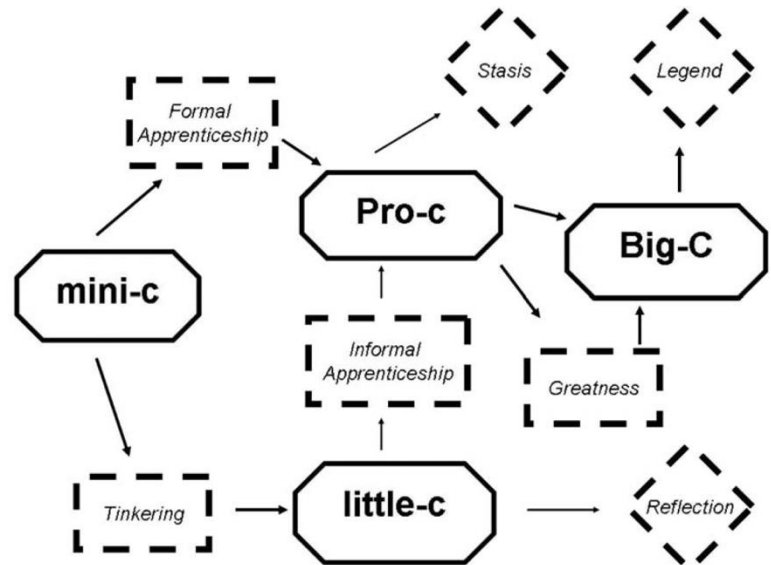 Stasis
Legend
Formal
Apprenticeship
Pro-c
Big-C
mini-c
Informal
Apprenticeship
Greatness
Tinkering
little-c
Reflection